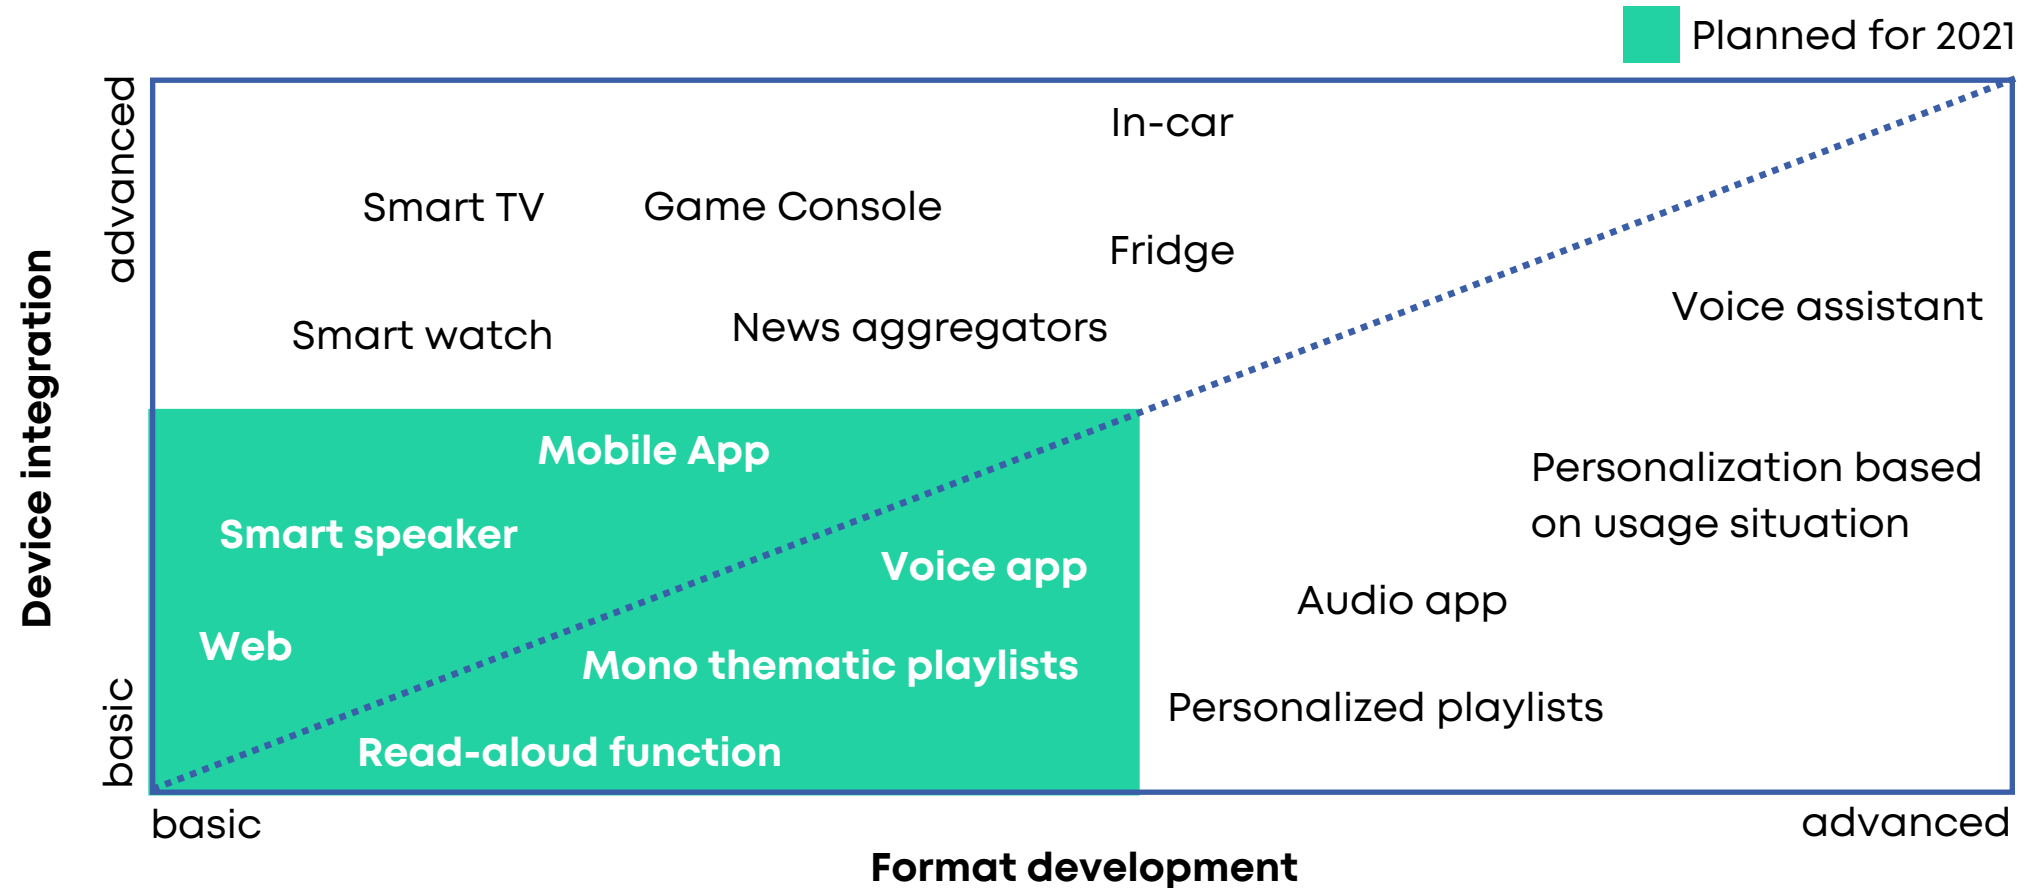 Planned for 2021
advanced
In-car
Smart TV
Game Console
Fridge
Device integration
Smart watch
News aggregators
Voice assistant
Mobile App
Personalization based
on usage situation
Smart speaker
Voice app
Audio app
Web
Mono thematic playlists
Personalized playlists
basic
Read-aloud function
basic
advanced
Format development